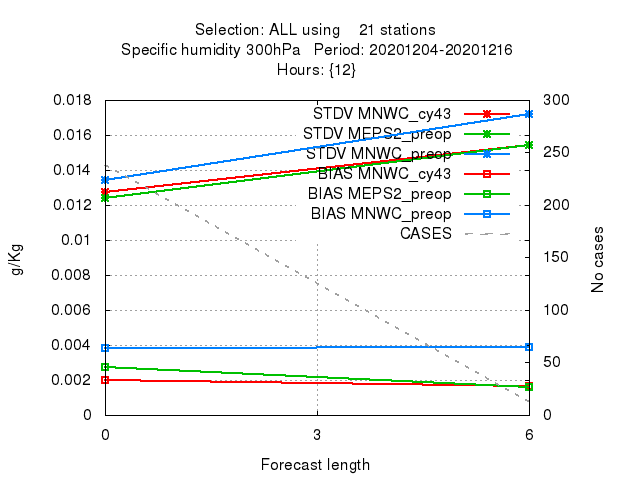 Selection: ALL using 21 stations
Specific humidity 300hPa Period: 20201204-20201216
Hours: {12}
0.018
0.016
0.014
0.012
0.01
0.008
0.006
0.004
0.002
0
g/Kg
STDV MNWC_cy43
STDV MEPS2_preop
STDV MNWC_preop
BIAS MNWC_cy43
BIAS MEPS2_preop
BIAS MNWC_preop
CASES
300
250
200
150
100
50
0
No cases
0 3 6
Forecast length